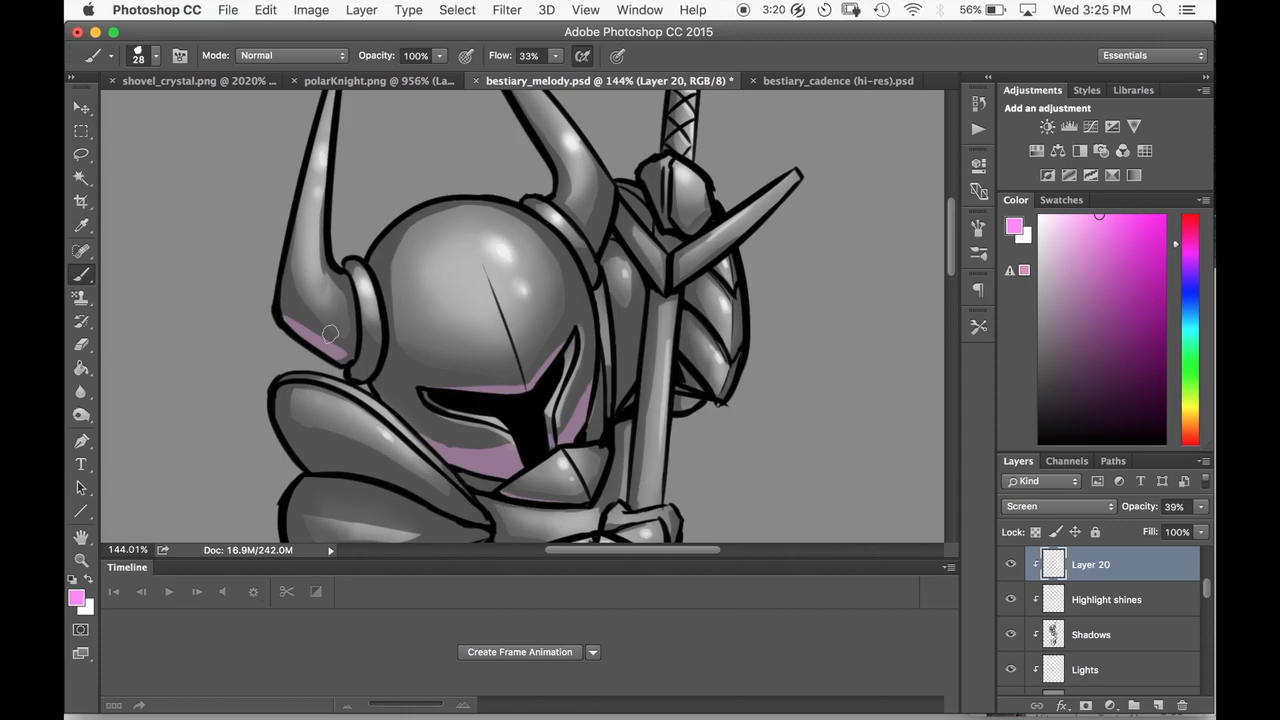 Photoshop CC File Edit Image Layer Type Select Filter 3D View Window Help 3:20 56% Wed 3:25 PM
Adobe Photoshop CC 2015
28 Mode: Normal Opacity: 100% Flow: 33% Essentials
× shovel_crystal.png @ 2020% ... × polarKnight.png @ 956% (La... × bestiary_melody.psd @ 144% (Layer 20, RGB/8) * × bestiary_cadence (hi-res).psd
Adjustments Styles Libraries
Add an adjustment
Color Swatches
Layers Channels Paths
Kind
Screen Opacity: 39%
Lock: Fill: 100%
Layer 20
Highlight shines
Shadows
Lights
144.01% Doc: 16.9M/242.0M
Timeline
Create Frame Animation